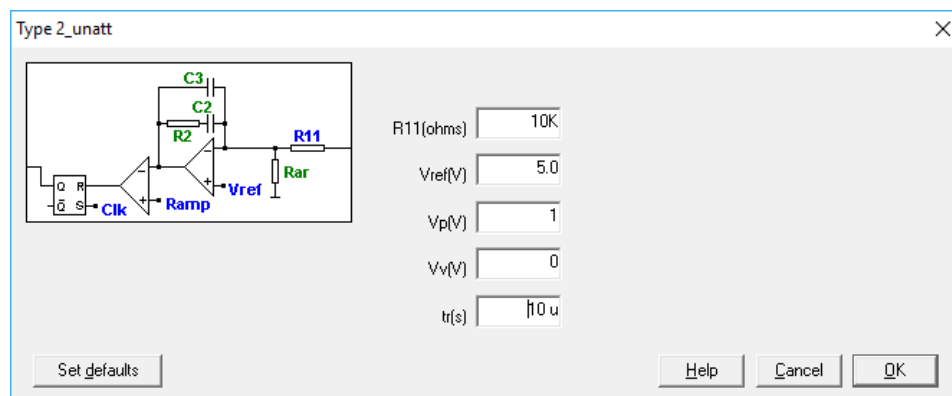 Type 2_unatt
C3
C2
R2
R11
Rar
Vref
Ramp
Clk
Q R
Q̅ S
R11(ohms) 10K
Vref(V) 5.0
Vp(V) 1
Vv(V) 0
tr(s) 10 u
Set defaults
Help
Cancel
OK